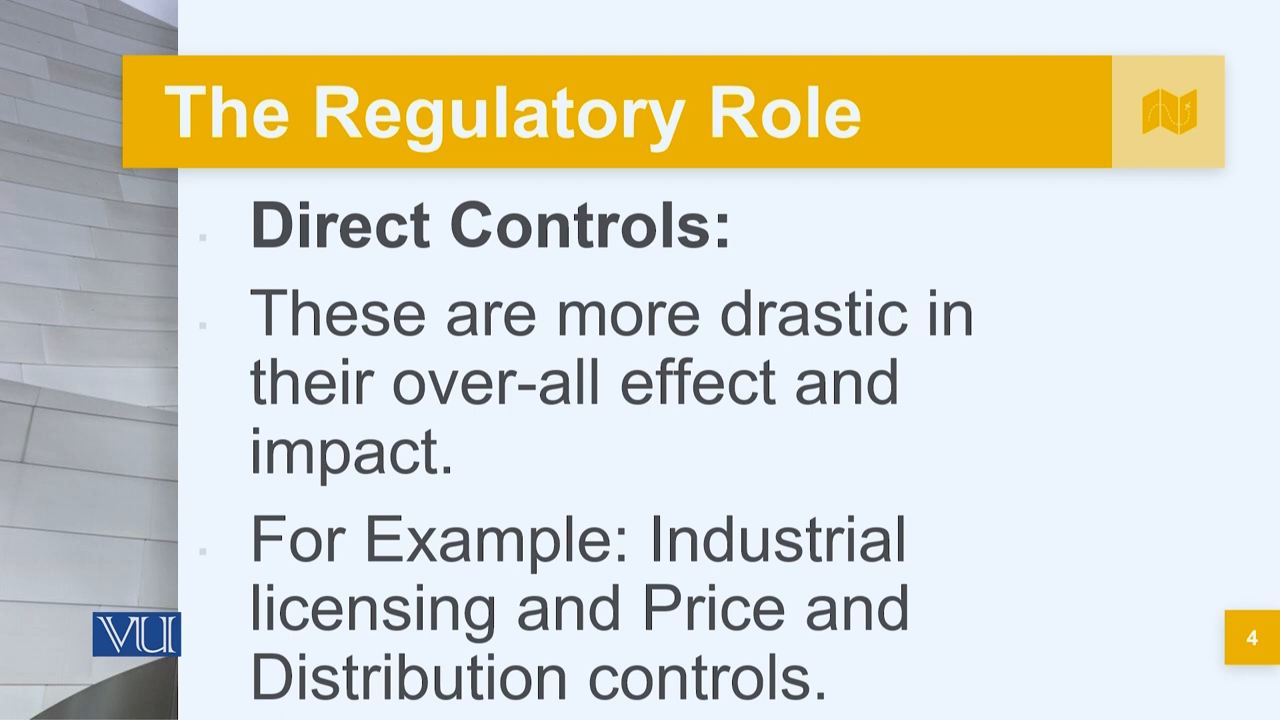 The Regulatory Role
Direct Controls:
These are more drastic in
their over-all effect and
impact.
For Example: Industrial
licensing and Price and
Distribution controls.
VU
4